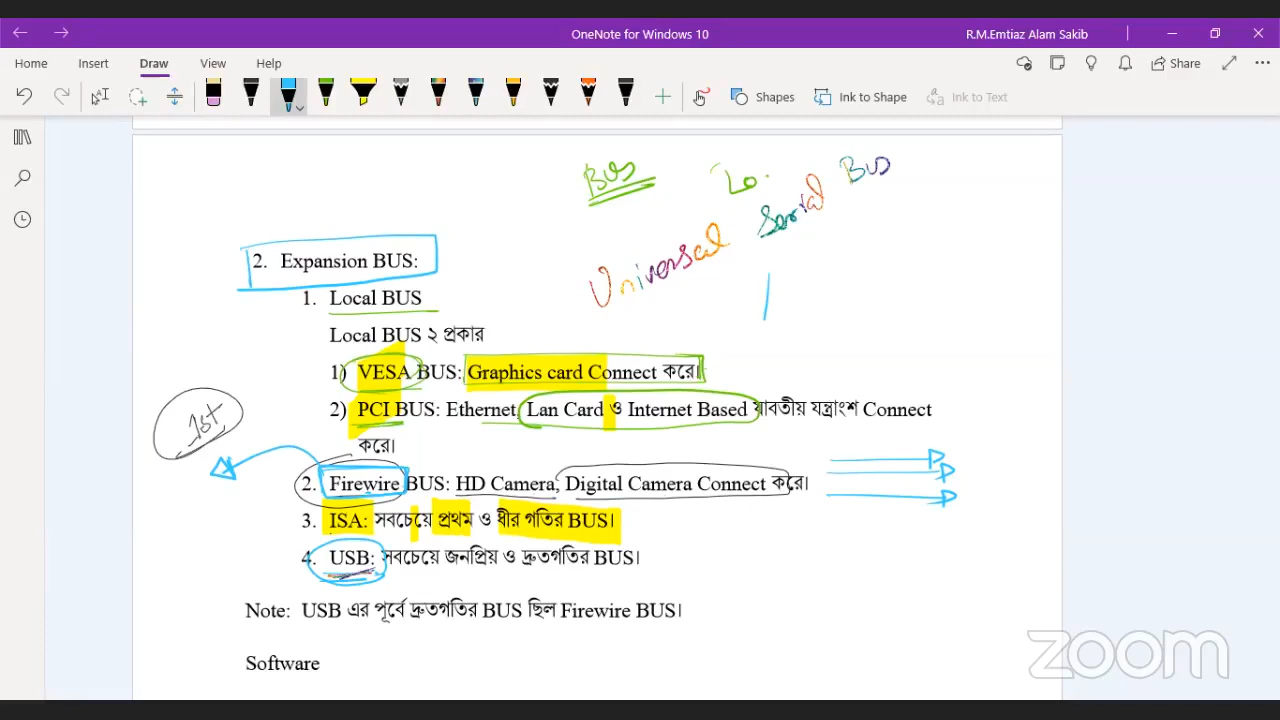 OneNote for Windows 10
R.M.Emtiaz Alam Sakib
Home Insert Draw View Help
Share
Shapes Ink to Shape Ink to Text
BUS To.
Universal Serial BUS
2. Expansion BUS:
1. Local BUS
Local BUS ২ প্রকার
1) VESA BUS: Graphics card Connect করে।
2) PCI BUS: Ethernet, Lan Card ও Internet Based যাবতীয় যন্ত্রাংশ Connect
করে।
1st
2. Firewire BUS: HD Camera, Digital Camera Connect করে।
3. ISA: সবচেয়ে প্রথম ও ধীর গতির BUS।
4. USB: সবচেয়ে জনপ্রিয় ও দ্রুতগতির BUS।
Note: USB এর পূর্বে দ্রুতগতির BUS ছিল Firewire BUS।
Software
zoom